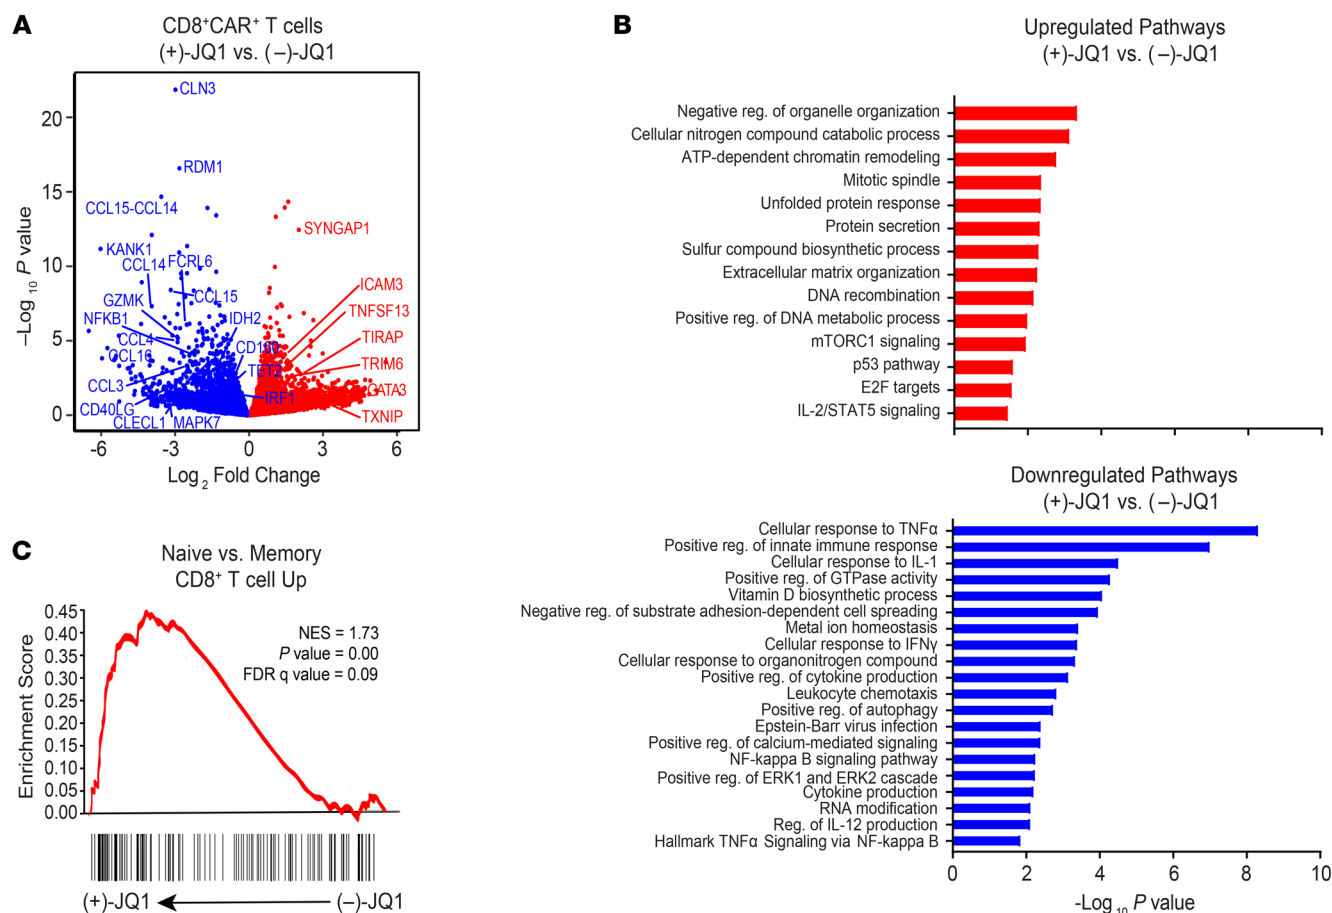 A
CD8⁺CAR⁺ T cells
(+)-JQ1 vs. (–)-JQ1
–Log ₁₀ P value
20
15
10
5
0
CLN3
RDM1
CCL15-CCL14
SYNGAP1
KANK1
CCL14
FCRL6
CCL15
GZMK
NFKB1
IDH2
CCL4
CCL16
CD160
TET2
CCL3
IRF1
CD40LG
CLECL1
MAPK7
ICAM3
TNFSF13
TIRAP
TRIM6
GATA3
TXNIP
-6
-3
0
3
6
Log ₂ Fold Change
B
Upregulated Pathways
(+)-JQ1 vs. (–)-JQ1
Negative reg. of organelle organization
Cellular nitrogen compound catabolic process
ATP-dependent chromatin remodeling
Mitotic spindle
Unfolded protein response
Protein secretion
Sulfur compound biosynthetic process
Extracellular matrix organization
DNA recombination
Positive reg. of DNA metabolic process
mTORC1 signaling
p53 pathway
E2F targets
IL-2/STAT5 signaling
Downregulated Pathways
(+)-JQ1 vs. (–)-JQ1
Cellular response to TNFα
Positive reg. of innate immune response
Cellular response to IL-1
Positive reg. of GTPase activity
Vitamin D biosynthetic process
Negative reg. of substrate adhesion-dependent cell spreading
Metal ion homeostasis
Cellular response to IFNγ
Cellular response to organonitrogen compound
Positive reg. of cytokine production
Leukocyte chemotaxis
Positive reg. of autophagy
Epstein-Barr virus infection
Positive reg. of calcium-mediated signaling
NF-kappa B signaling pathway
Positive reg. of ERK1 and ERK2 cascade
Cytokine production
RNA modification
Reg. of IL-12 production
Hallmark TNFα Signaling via NF-kappa B
0
2
4
6
8
10
-Log ₁₀ P value
C
Naive vs. Memory
CD8⁺ T cell Up
Enrichment Score
0.45
0.40
0.35
0.30
0.25
0.20
0.15
0.10
0.05
0.00
NES = 1.73
P value = 0.00
FDR q value = 0.09
(+)-JQ1
(–)-JQ1